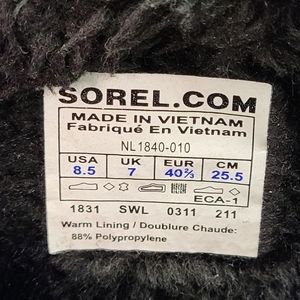 SOREL.COM
MADE IN VIETNAM
Fabriqué En Vietnam
NL1840-010
USA UK EUR CM
8.5 7 40⅔ 25.5
ECA-1
1831 SWL 0311 211
Warm Lining / Doublure Chaude:
88% Polypropylene